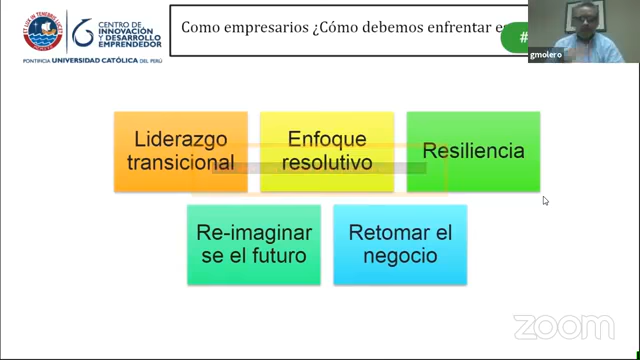 CENTRO DE
INNOVACIÓN
Y DESARROLLO
EMPRENDEDOR
PONTIFICIA UNIVERSIDAD CATÓLICA DEL PERÚ
Como empresarios ¿Cómo debemos enfrentar
#
gmolero
Liderazgo
transicional
Enfoque
resolutivo
Resiliencia
Re-imaginar
se el futuro
Retomar el
negocio
zoom